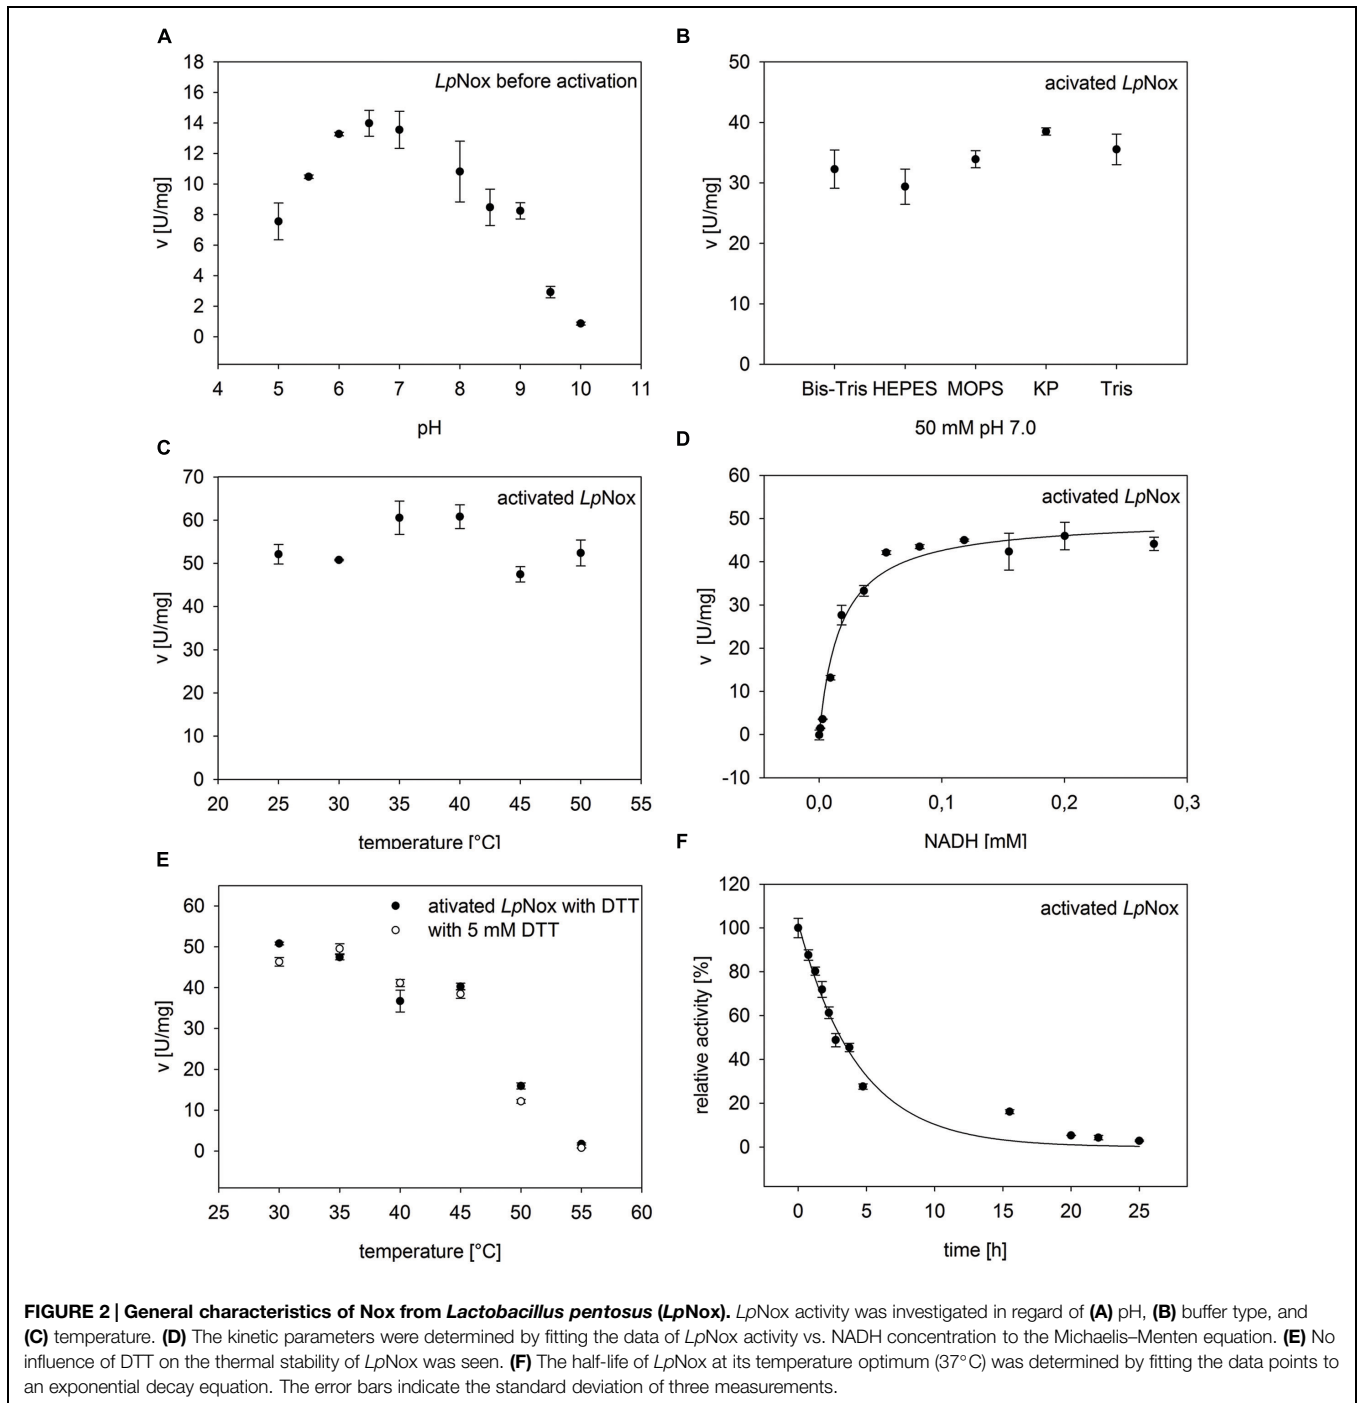 A
LpNox before activation
18
16
14
12
10
8
6
4
2
0
v [U/mg]
4 5 6 7 8 9 10 11
pH
B
acivated LpNox
50
40
30
20
10
0
v [U/mg]
Bis-Tris HEPES MOPS KP Tris
50 mM pH 7.0
C
activated LpNox
70
60
50
40
30
20
10
0
v [U/mg]
20 25 30 35 40 45 50 55
temperature [°C]
D
activated LpNox
60
50
40
30
20
10
0
-10
v [U/mg]
0,0 0,1 0,2 0,3
NADH [mM]
E
ativated LpNox with DTT
with 5 mM DTT
60
50
40
30
20
10
0
v [U/mg]
25 30 35 40 45 50 55 60
temperature [°C]
F
activated LpNox
120
100
80
60
40
20
0
relative activity [%]
0 5 10 15 20 25
time [h]
FIGURE 2 | General characteristics of Nox from Lactobacillus pentosus (LpNox). LpNox activity was investigated in regard of (A) pH, (B) buffer type, and
(C) temperature. (D) The kinetic parameters were determined by fitting the data of LpNox activity vs. NADH concentration to the Michaelis–Menten equation. (E) No
influence of DTT on the thermal stability of LpNox was seen. (F) The half-life of LpNox at its temperature optimum (37°C) was determined by fitting the data points to
an exponential decay equation. The error bars indicate the standard deviation of three measurements.